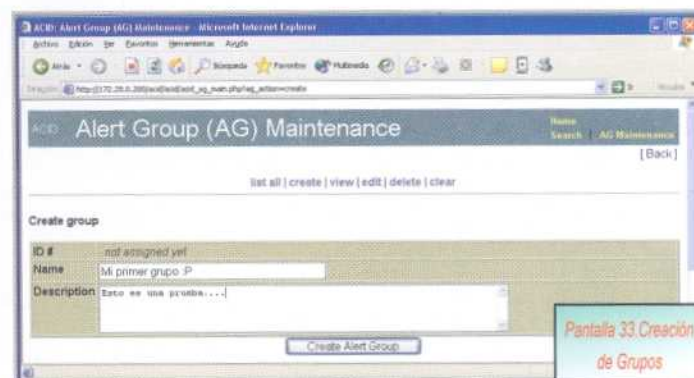 ACID: Alert Group (AG) Maintenance - Microsoft Internet Explorer
Archivo Edición Ver Favoritos Herramientas Ayuda
Atrás Búsqueda Favoritos Multimedia
ACID Alert Group (AG) Maintenance
Home
Search | AG Maintenance
[Back]
list all | create | view | edit | delete | clear
Create group
ID # not assigned yet
Name Mi primer grupo :P
Description Esto es una prueba....
Create Alert Group
Pantalla 33.Creación
de Grupos